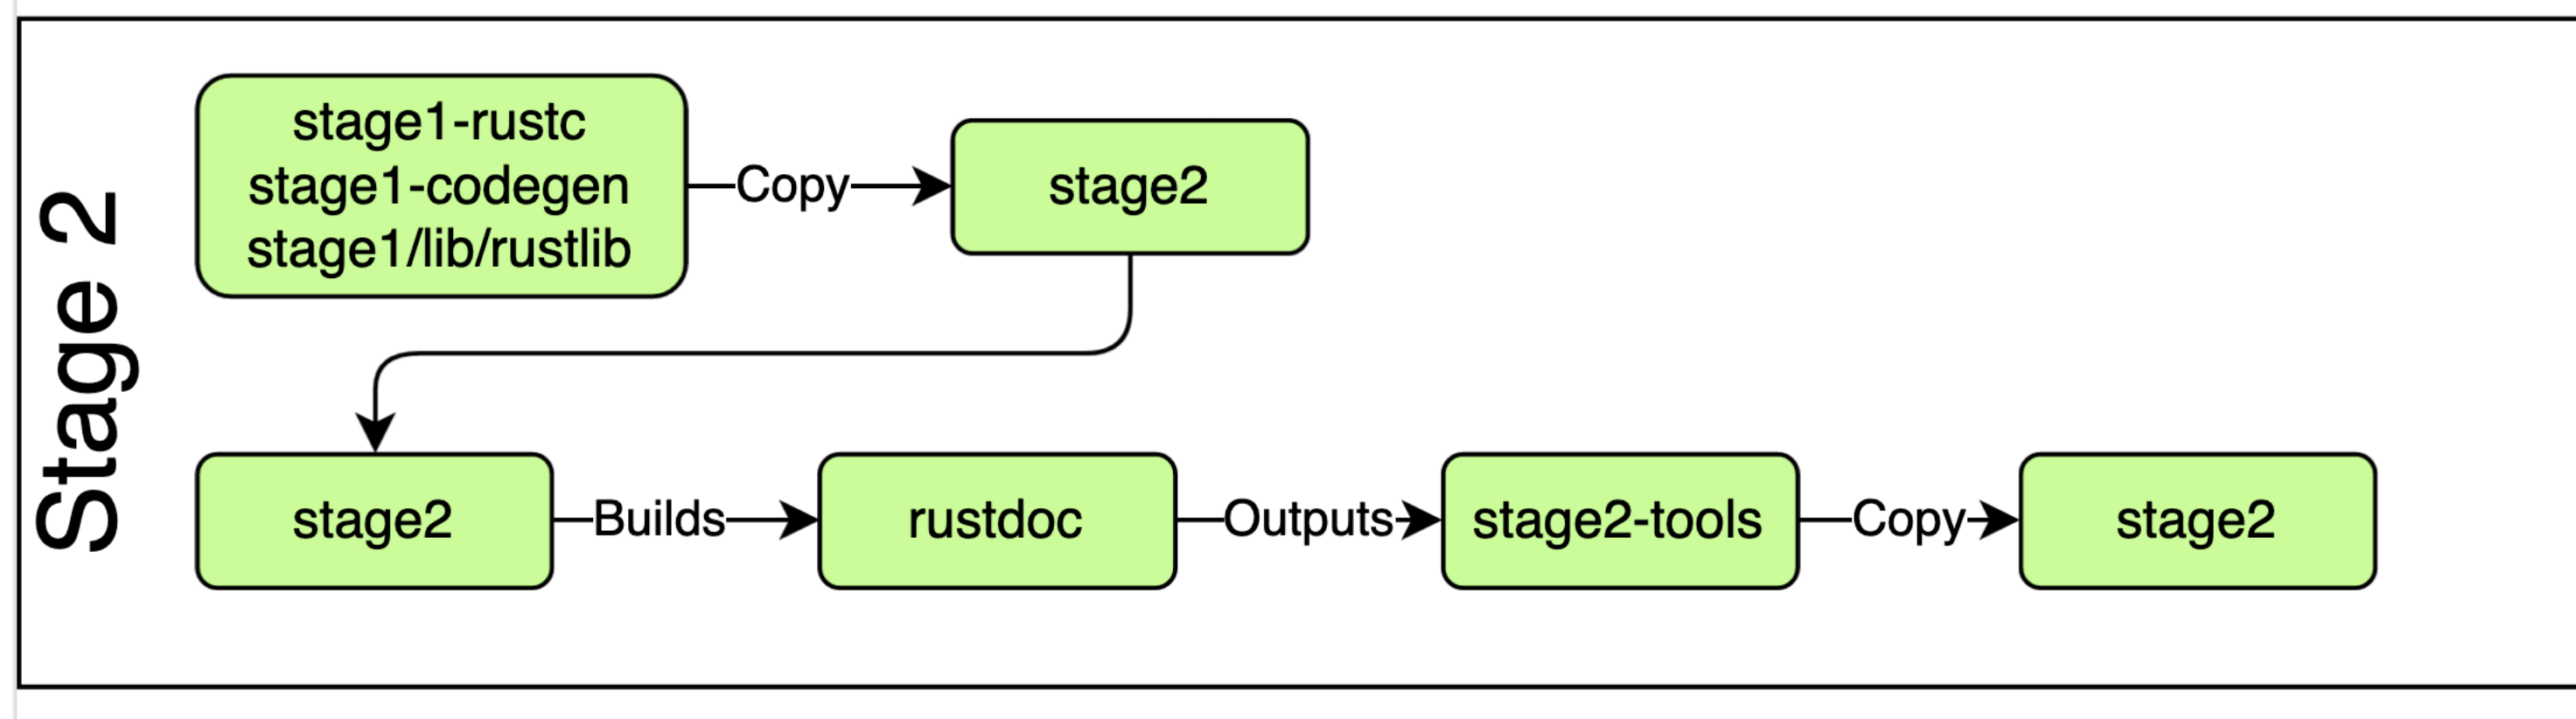 Stage 2
stage1-rustc
stage1-codegen
stage1/lib/rustlib
Copy
stage2
stage2
Builds
rustdoc
Outputs
stage2-tools
Copy
stage2